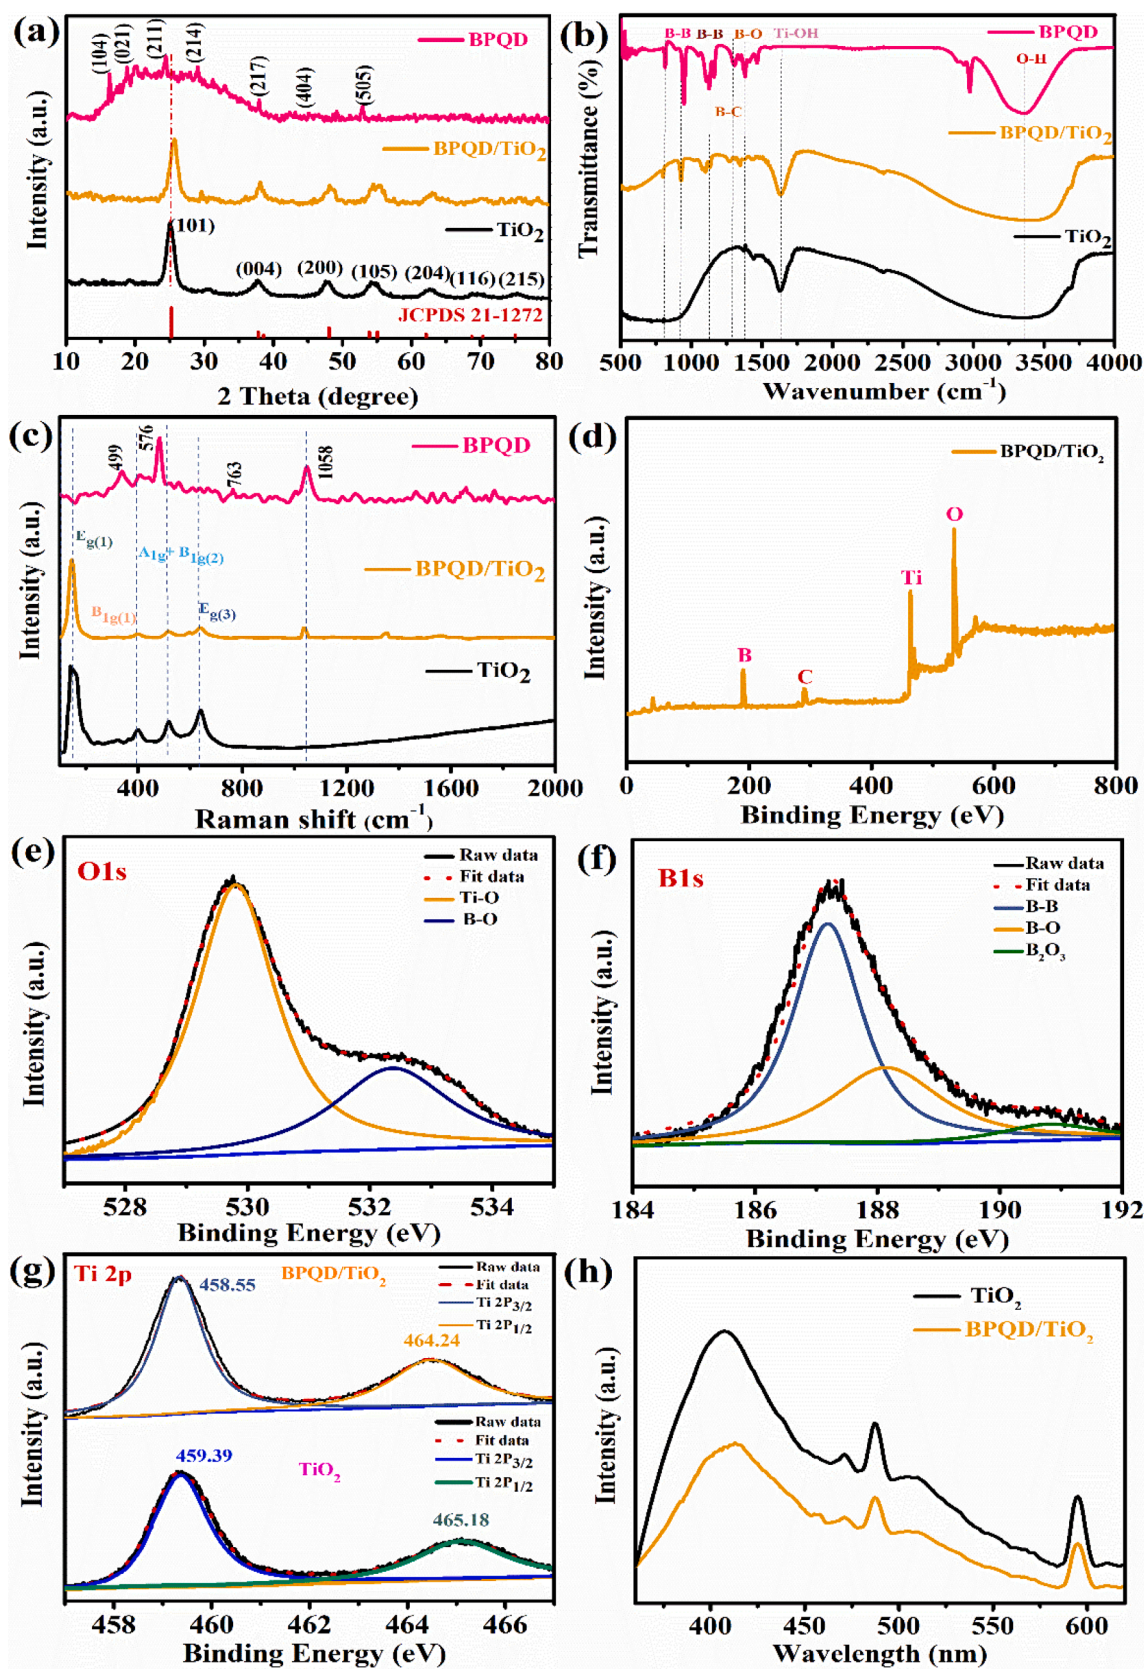 (a)
BPQD
(104)
(021)
(211)
(214)
(217)
(404)
(505)
BPQD/TiO2
TiO2
(101)
(004)
(200)
(105)
(204)
(116)
(215)
JCPDS 21-1272
10 20 30 40 50 60 70 80
2 Theta (degree)
Intensity (a.u.)
(b)
B-B B-B B-O Ti-OH
BPQD
O-H
B-C
BPQD/TiO2
TiO2
500 1000 1500 2000 2500 3000 3500 4000
Wavenumber (cm-1)
Transmittance (%)
(c)
BPQD
499
576
763
1058
Eg(1)
A1g+ B1g(2)
BPQD/TiO2
B1g(1)
Eg(3)
TiO2
400 800 1200 1600 2000
Raman shift (cm-1)
Intensity (a.u.)
(d)
BPQD/TiO2
O
Ti
B
C
0 200 400 600 800
Binding Energy (eV)
Intensity (a.u.)
(e)
O1s
Raw data
Fit data
Ti-O
B-O
528 530 532 534
Binding Energy (eV)
Intensity (a.u.)
(f)
B1s
Raw data
Fit data
B-B
B-O
B2O3
184 186 188 190 192
Binding Energy (eV)
Intensity (a.u.)
(g)
Ti 2p
BPQD/TiO2
Raw data
Fit data
Ti 2P3/2
Ti 2P1/2
458.55
464.24
Raw data
Fit data
Ti 2P3/2
Ti 2P1/2
459.39
TiO2
465.18
458 460 462 464 466
Binding Energy (eV)
Intensity (a.u.)
(h)
TiO2
BPQD/TiO2
400 450 500 550 600
Wavelength (nm)
Intensity (a.u.)